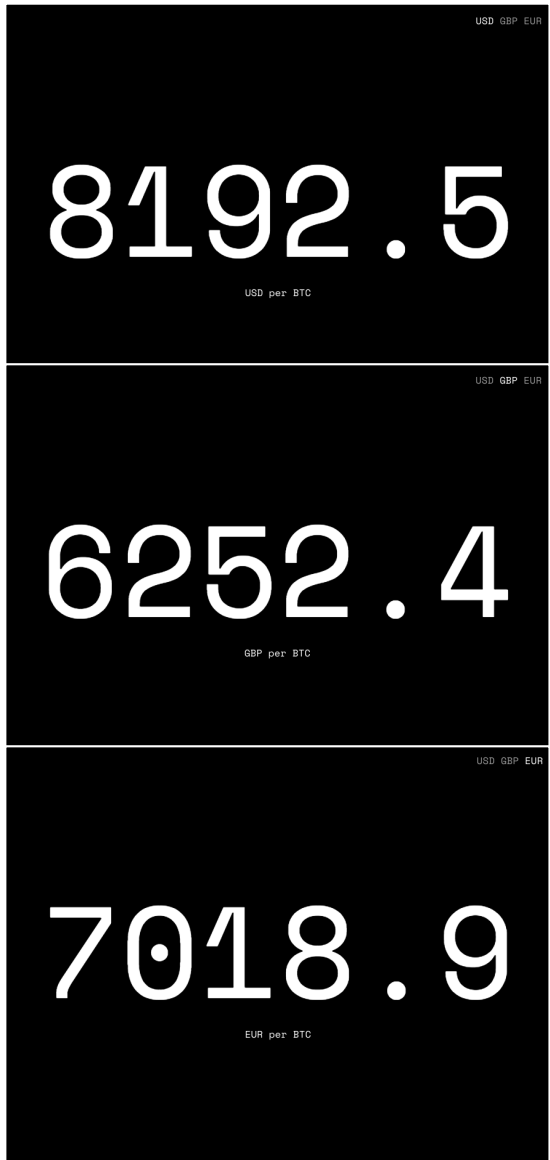 USD GBP EUR
8192.5
USD per BTC
USD GBP EUR
6252.4
GBP per BTC
USD GBP EUR
7018.9
EUR per BTC